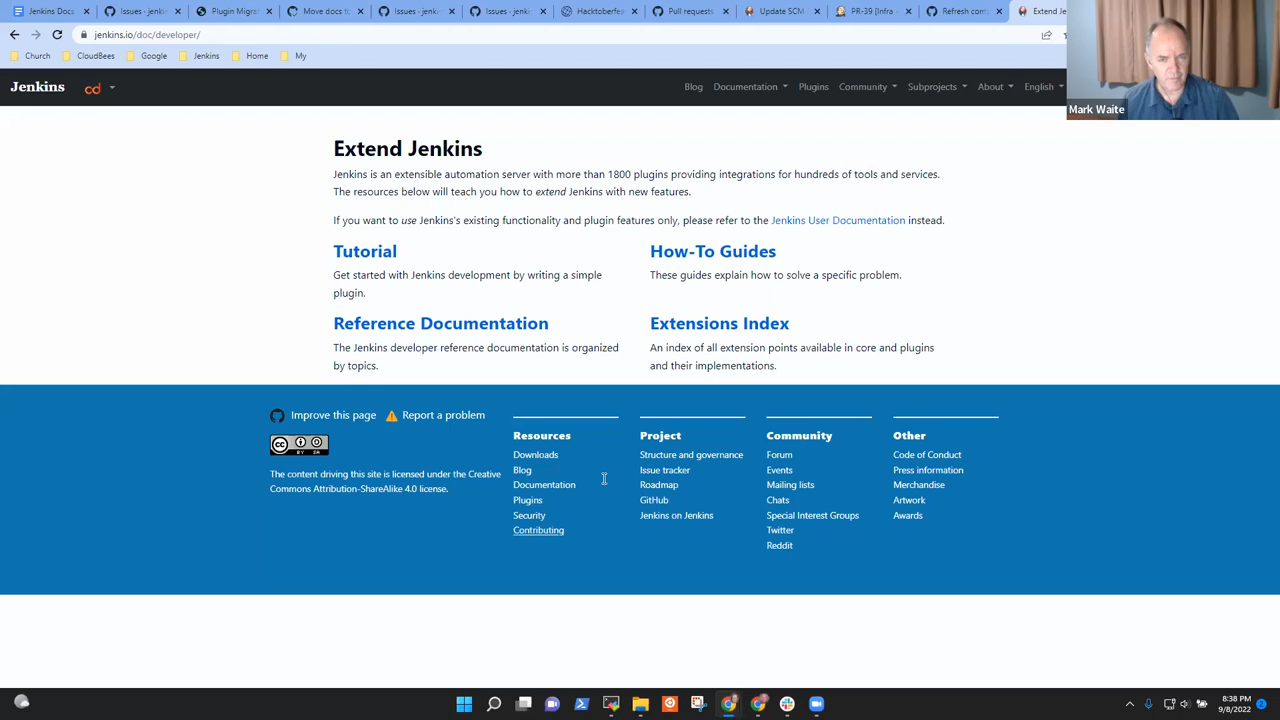 Jenkins Docs
Issues - jenki
Plugin Migra
Move docs to
Issues - jenki
Issues - jenki
Hacktoberfes
Pull requests
Update SCM
PR-39 [Infra
Refresh conta
Extend Je
jenkins.io/doc/developer/
Church
CloudBees
Google
Jenkins
Home
My
Jenkins
cd
Blog
Documentation
Plugins
Community
Subprojects
About
English
Mark Waite
Extend Jenkins
Jenkins is an extensible automation server with more than 1800 plugins providing integrations for hundreds of tools and services.
The resources below will teach you how to extend Jenkins with new features.
If you want to use Jenkins's existing functionality and plugin features only, please refer to the Jenkins User Documentation instead.
Tutorial
Get started with Jenkins development by writing a simple
plugin.
How-To Guides
These guides explain how to solve a specific problem.
Reference Documentation
The Jenkins developer reference documentation is organized
by topics.
Extensions Index
An index of all extension points available in core and plugins
and their implementations.
Improve this page
Report a problem
CC BY SA
The content driving this site is licensed under the Creative
Commons Attribution-ShareAlike 4.0 license.
Resources
Downloads
Blog
Documentation
Plugins
Security
Contributing
Project
Structure and governance
Issue tracker
Roadmap
GitHub
Jenkins on Jenkins
Community
Forum
Events
Mailing lists
Chats
Special Interest Groups
Twitter
Reddit
Other
Code of Conduct
Press information
Merchandise
Artwork
Awards
8:38 PM
9/8/2022